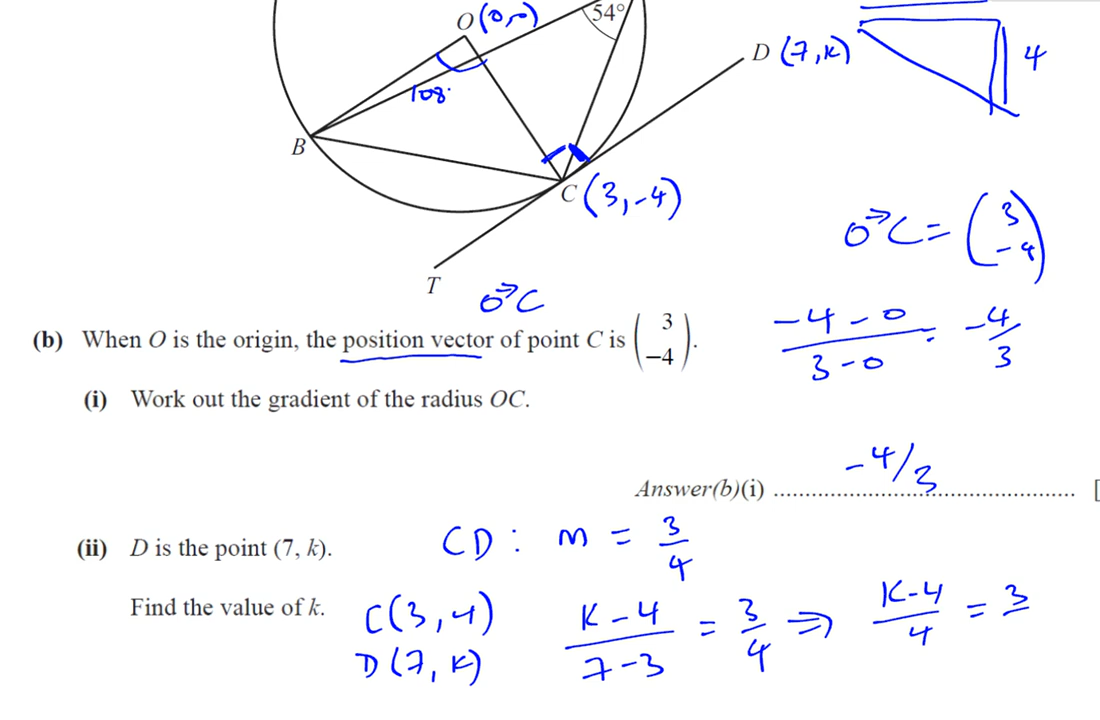 O (0,0)
54°
D (7,k)
4
108°
B
C (3,-4)
T
O→C
O→C = (3 -4)
(b) When O is the origin, the position vector of point C is (3 -4).
-4-0 / 3-0 = -4/3
(i) Work out the gradient of the radius OC.
-4/3
Answer(b)(i) ........................................................ [
(ii) D is the point (7, k).
CD : m = 3/4
Find the value of k.
C(3,4)
D(7,k)
K-4 / 7-3 = 3/4 ⇒ K-4 / 4 = 3